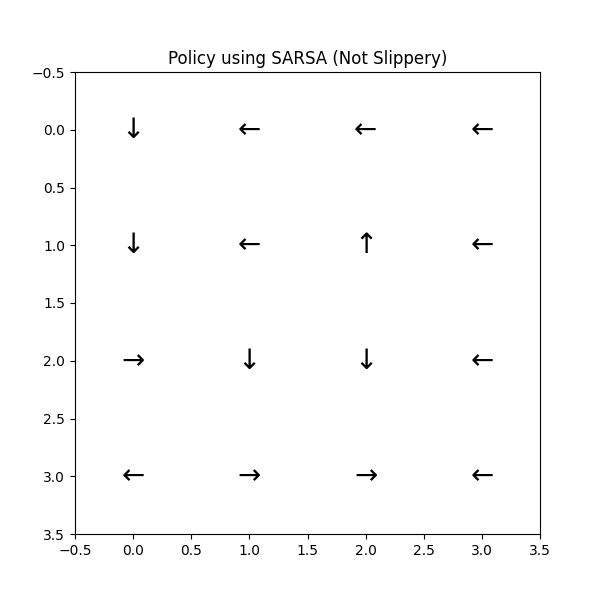 Policy using SARSA (Not Slippery)
−0.5
0.0 ↓ ← ← ←
0.5
1.0 ↓ ← ↑ ←
1.5
2.0 → ↓ ↓ ←
2.5
3.0 ← → → ←
3.5
−0.5 0.0 0.5 1.0 1.5 2.0 2.5 3.0 3.5